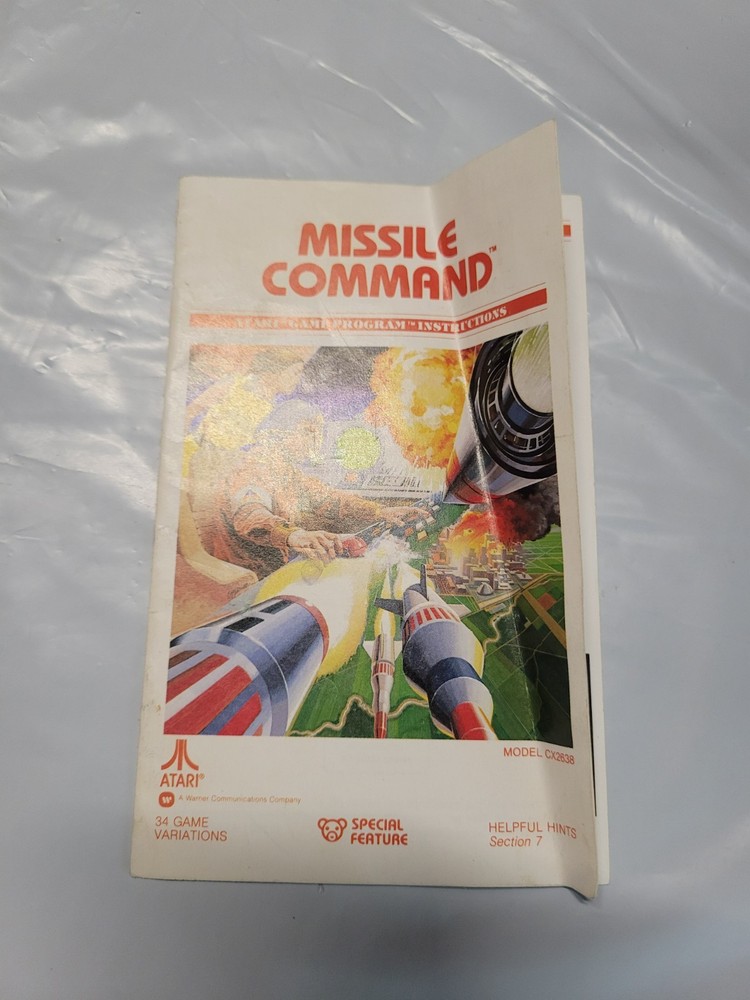 MISSILE
COMMAND™
ATARI® GAME PROGRAM™ INSTRUCTIONS
MODEL CX2638
ATARI®
A Warner Communications Company
34 GAME
VARIATIONS
SPECIAL
FEATURE
HELPFUL HINTS
Section 7